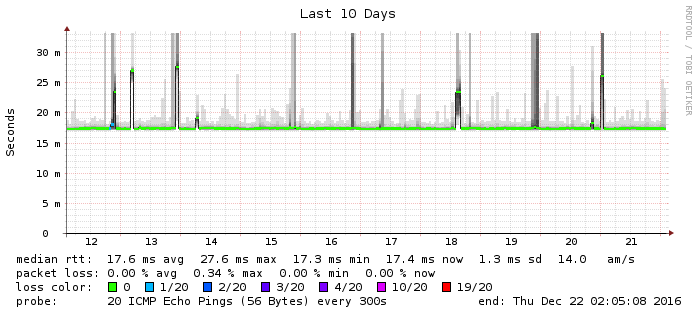 Last 10 Days
RRDTOOL / TOBI OETIKER
Seconds
30 m
25 m
20 m
15 m
10 m
5 m
0
12 13 14 15 16 17 18 19 20 21
median rtt: 17.6 ms avg 27.6 ms max 17.3 ms min 17.4 ms now 1.3 ms sd 14.0 am/s
packet loss: 0.00 % avg 0.34 % max 0.00 % min 0.00 % now
loss color: 0 1/20 2/20 3/20 4/20 10/20 19/20
probe: 20 ICMP Echo Pings (56 Bytes) every 300s end: Thu Dec 22 02:05:08 2016